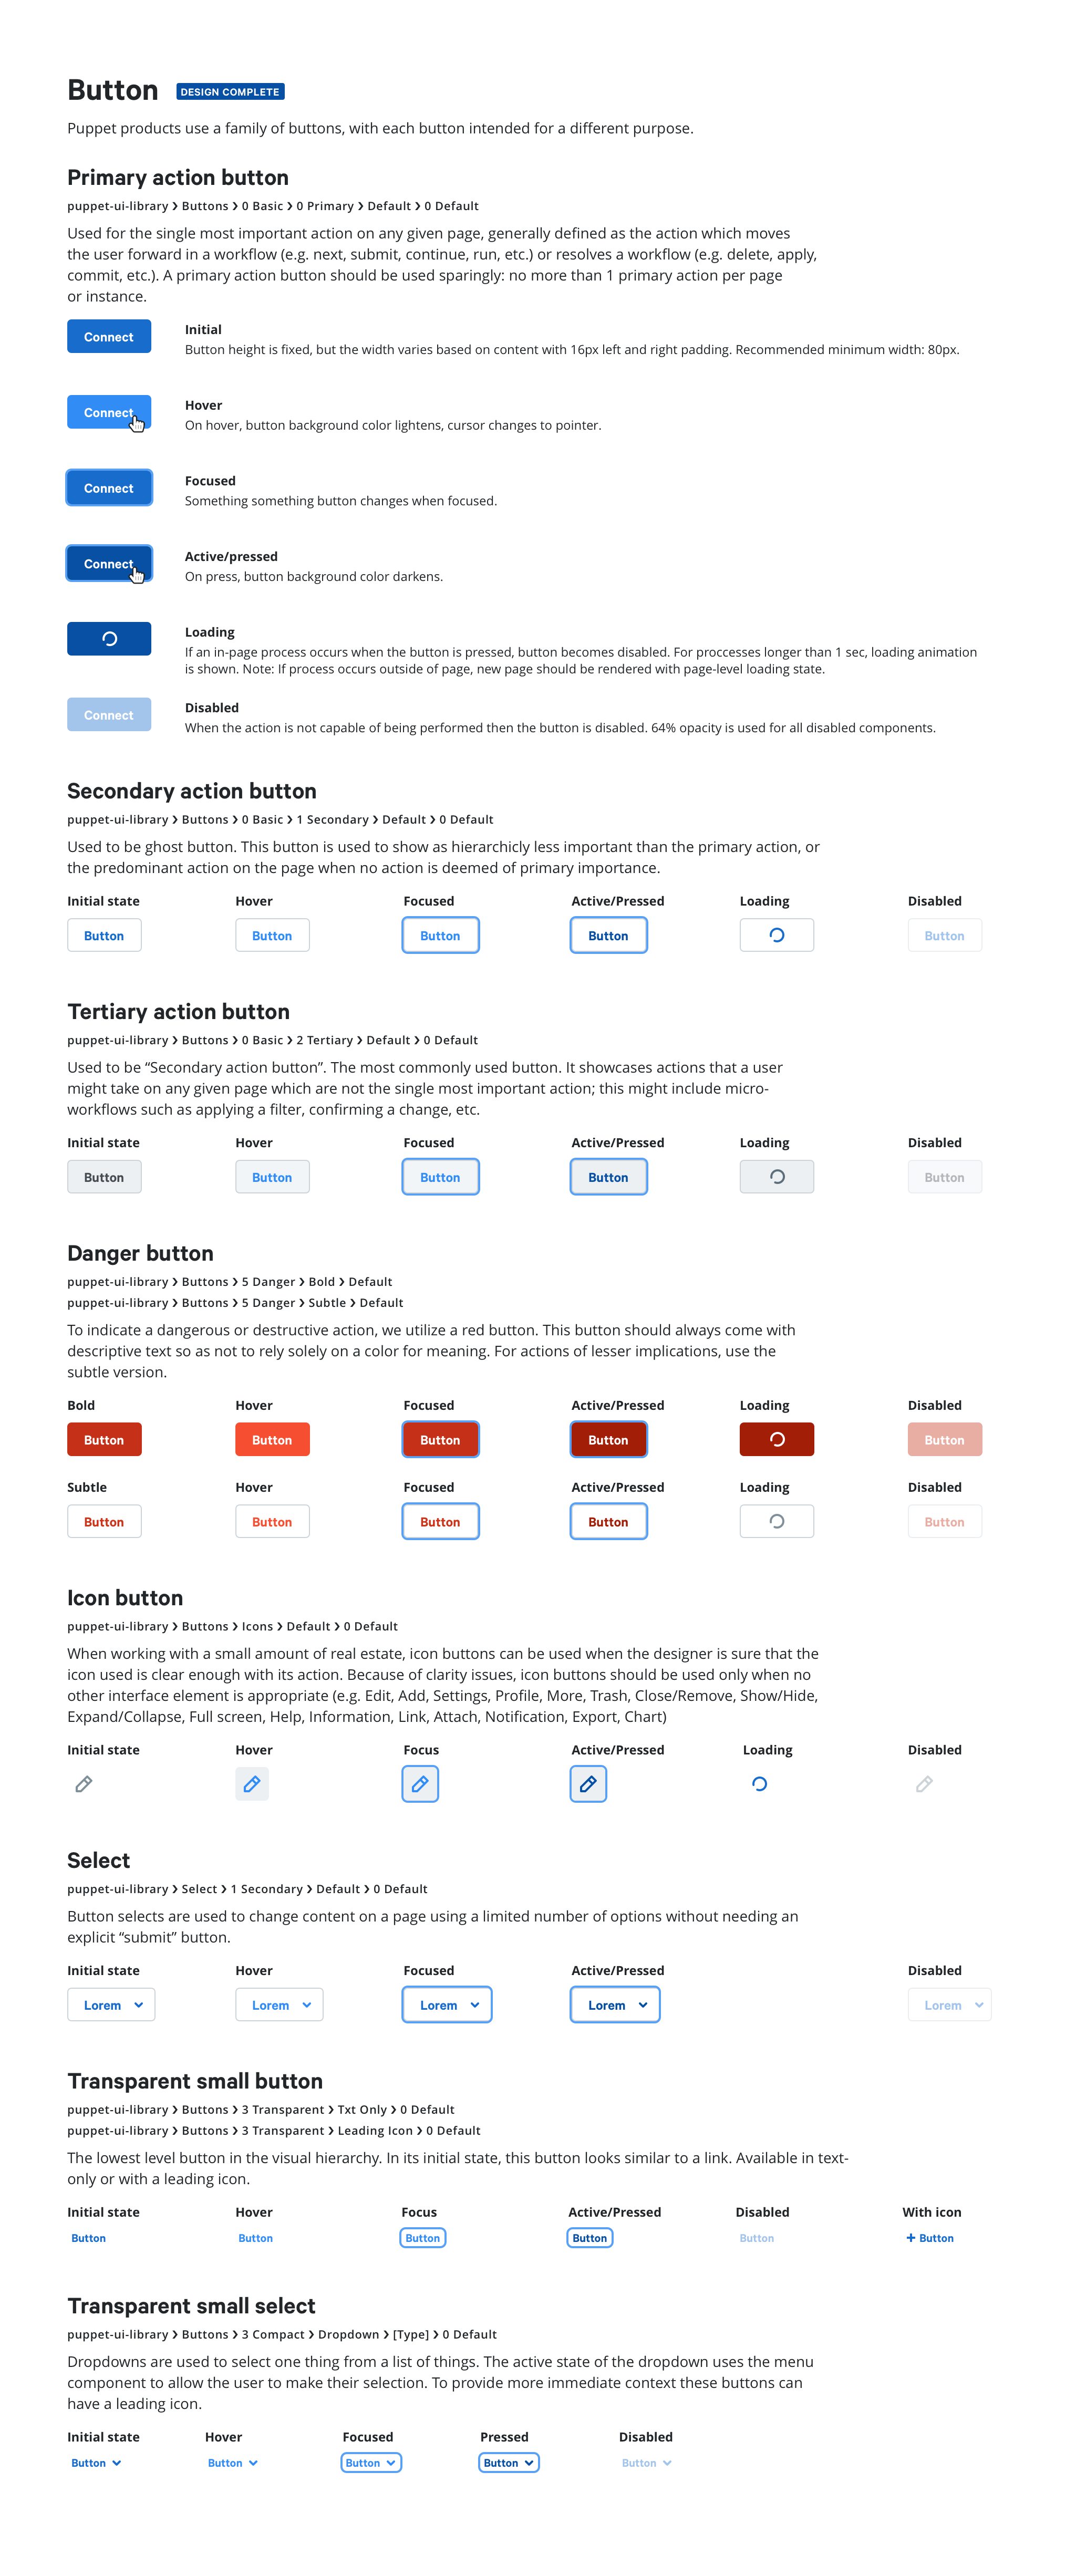 Button DESIGN COMPLETE
Puppet products use a family of buttons, with each button intended for a different purpose.
Primary action button
puppet-ui-library > Buttons > 0 Basic > 0 Primary > Default > 0 Default
Used for the single most important action on any given page, generally defined as the action which moves
the user forward in a workflow (e.g. next, submit, continue, run, etc.) or resolves a workflow (e.g. delete, apply,
commit, etc.). A primary action button should be used sparingly: no more than 1 primary action per page
or instance.
Connect Initial
Button height is fixed, but the width varies based on content with 16px left and right padding. Recommended minimum width: 80px.
Connect Hover
On hover, button background color lightens, cursor changes to pointer.
Connect Focused
Something something button changes when focused.
Connect Active/pressed
On press, button background color darkens.
Loading
If an in-page process occurs when the button is pressed, button becomes disabled. For proccesses longer than 1 sec, loading animation
is shown. Note: If process occurs outside of page, new page should be rendered with page-level loading state.
Connect Disabled
When the action is not capable of being performed then the button is disabled. 64% opacity is used for all disabled components.
Secondary action button
puppet-ui-library > Buttons > 0 Basic > 1 Secondary > Default > 0 Default
Used to be ghost button. This button is used to show as hierarchicly less important than the primary action, or
the predominant action on the page when no action is deemed of primary importance.
Initial state Hover Focused Active/Pressed Loading Disabled
Button Button Button Button Button
Tertiary action button
puppet-ui-library > Buttons > 0 Basic > 2 Tertiary > Default > 0 Default
Used to be “Secondary action button”. The most commonly used button. It showcases actions that a user
might take on any given page which are not the single most important action; this might include micro-
workflows such as applying a filter, confirming a change, etc.
Initial state Hover Focused Active/Pressed Loading Disabled
Button Button Button Button Button
Danger button
puppet-ui-library > Buttons > 5 Danger > Bold > Default
puppet-ui-library > Buttons > 5 Danger > Subtle > Default
To indicate a dangerous or destructive action, we utilize a red button. This button should always come with
descriptive text so as not to rely solely on a color for meaning. For actions of lesser implications, use the
subtle version.
Bold Hover Focused Active/Pressed Loading Disabled
Button Button Button Button Button
Subtle Hover Focused Active/Pressed Loading Disabled
Button Button Button Button Button
Icon button
puppet-ui-library > Buttons > Icons > Default > 0 Default
When working with a small amount of real estate, icon buttons can be used when the designer is sure that the
icon used is clear enough with its action. Because of clarity issues, icon buttons should be used only when no
other interface element is appropriate (e.g. Edit, Add, Settings, Profile, More, Trash, Close/Remove, Show/Hide,
Expand/Collapse, Full screen, Help, Information, Link, Attach, Notification, Export, Chart)
Initial state Hover Focus Active/Pressed Loading Disabled
Select
puppet-ui-library > Select > 1 Secondary > Default > 0 Default
Button selects are used to change content on a page using a limited number of options without needing an
explicit “submit” button.
Initial state Hover Focused Active/Pressed Disabled
Lorem Lorem Lorem Lorem Lorem
Transparent small button
puppet-ui-library > Buttons > 3 Transparent > Txt Only > 0 Default
puppet-ui-library > Buttons > 3 Transparent > Leading Icon > 0 Default
The lowest level button in the visual hierarchy. In its initial state, this button looks similar to a link. Available in text-
only or with a leading icon.
Initial state Hover Focus Active/Pressed Disabled With icon
Button Button Button Button Button + Button
Transparent small select
puppet-ui-library > Buttons > 3 Compact > Dropdown > [Type] > 0 Default
Dropdowns are used to select one thing from a list of things. The active state of the dropdown uses the menu
component to allow the user to make their selection. To provide more immediate context these buttons can
have a leading icon.
Initial state Hover Focused Pressed Disabled
Button Button Button Button Button